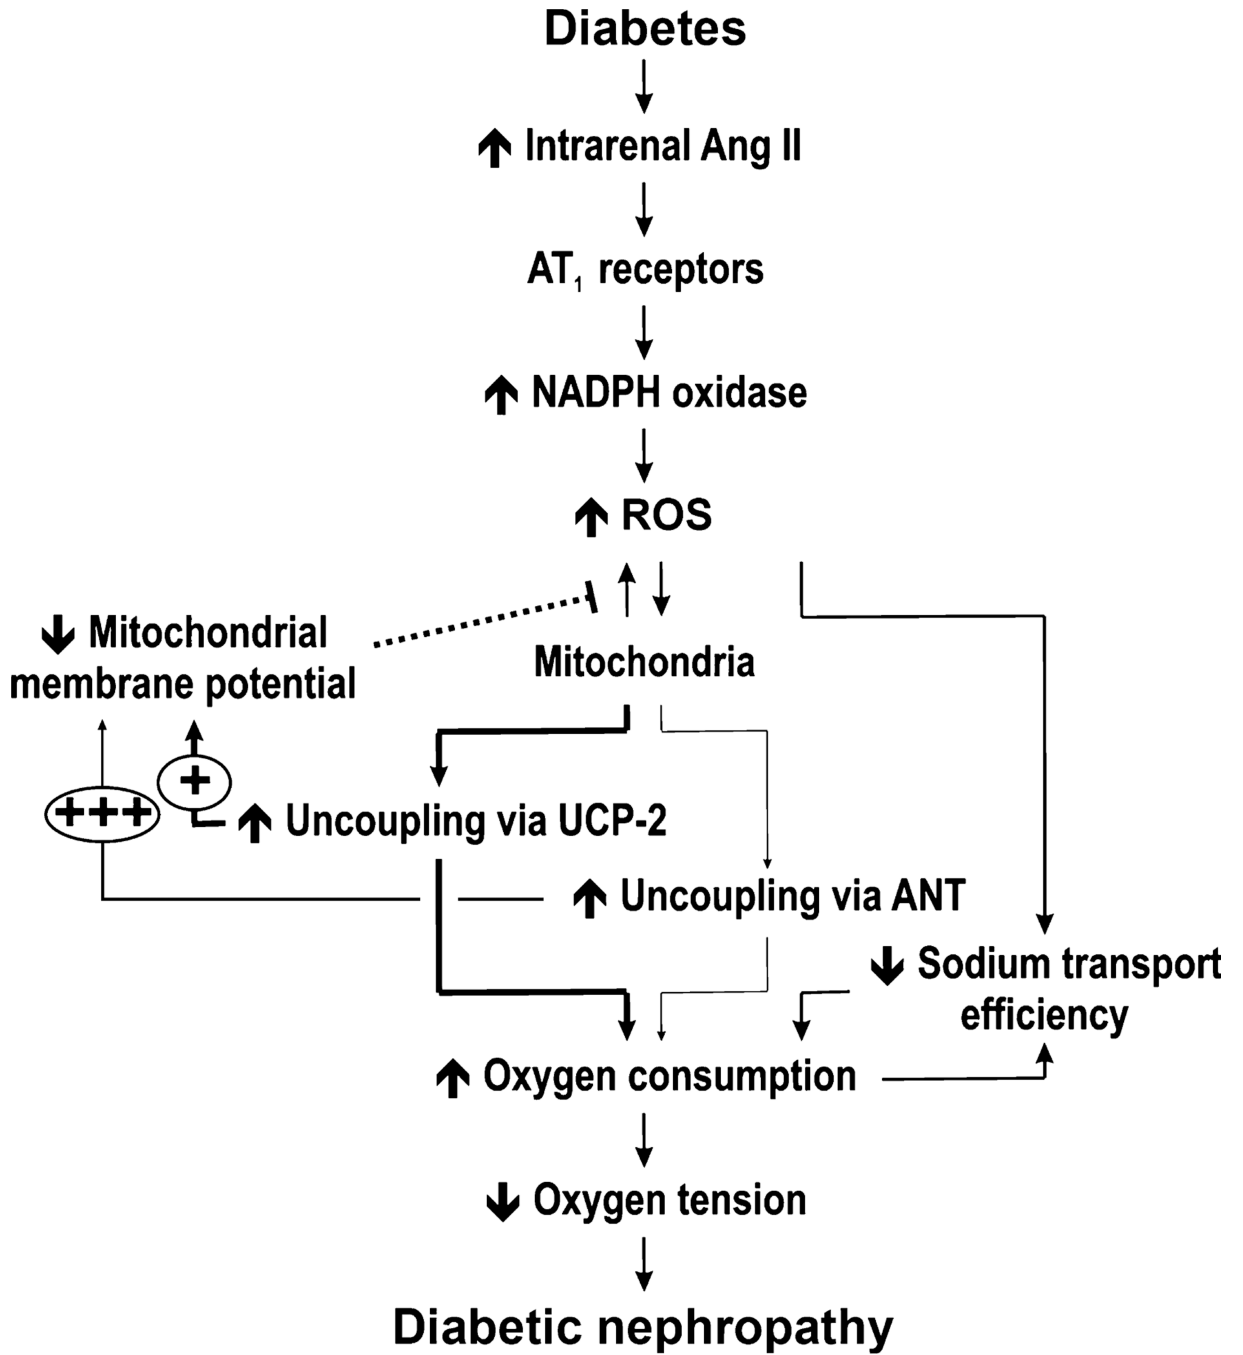 Diabetes
Intrarenal Ang II
AT1 receptors
NADPH oxidase
ROS
Mitochondrial
membrane potential
Mitochondria
+
+++
Uncoupling via UCP-2
Uncoupling via ANT
Sodium transport
efficiency
Oxygen consumption
Oxygen tension
Diabetic nephropathy